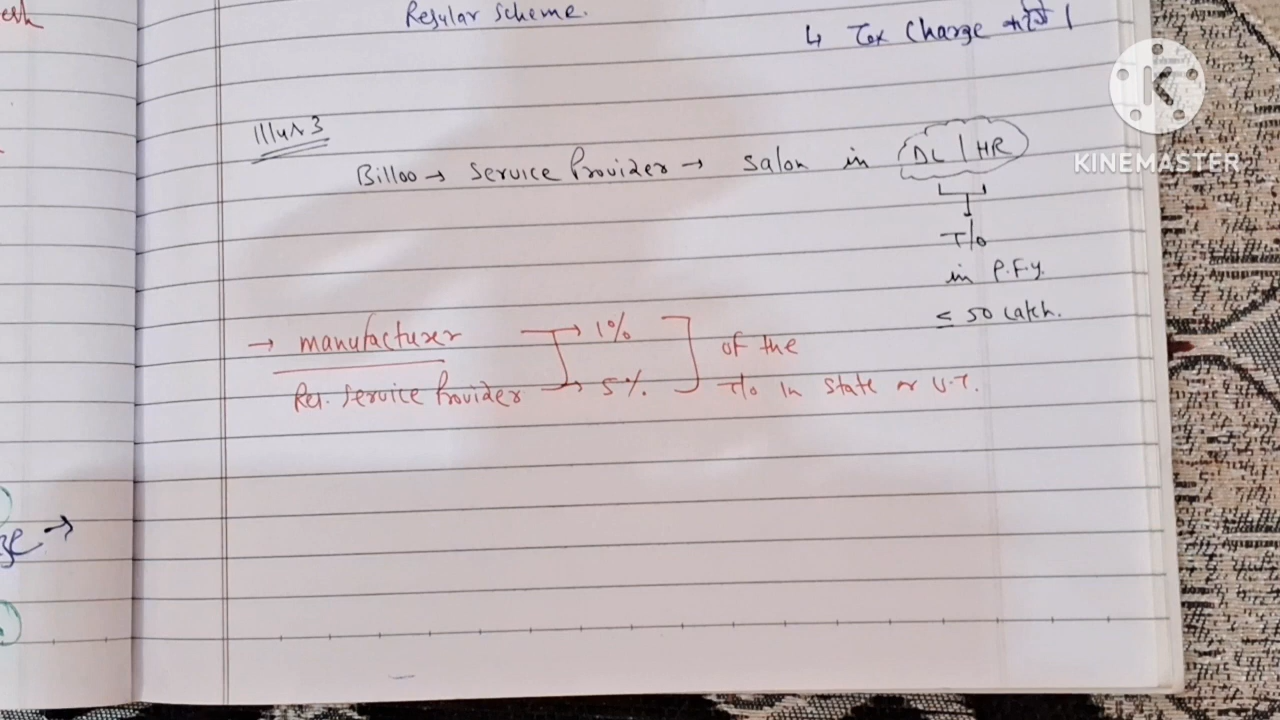 Regular Scheme.
↳ Tax Charge नहीं |
Illus 3
Billoo → Service Provider → Salon in DL | HR
T/o
in P.F.Y.
≤ 50 Lakh.
→ manufacturer → 1%
of the
Res. Service Provider → 5%. T/o in State or U.T.
KINEMASTER